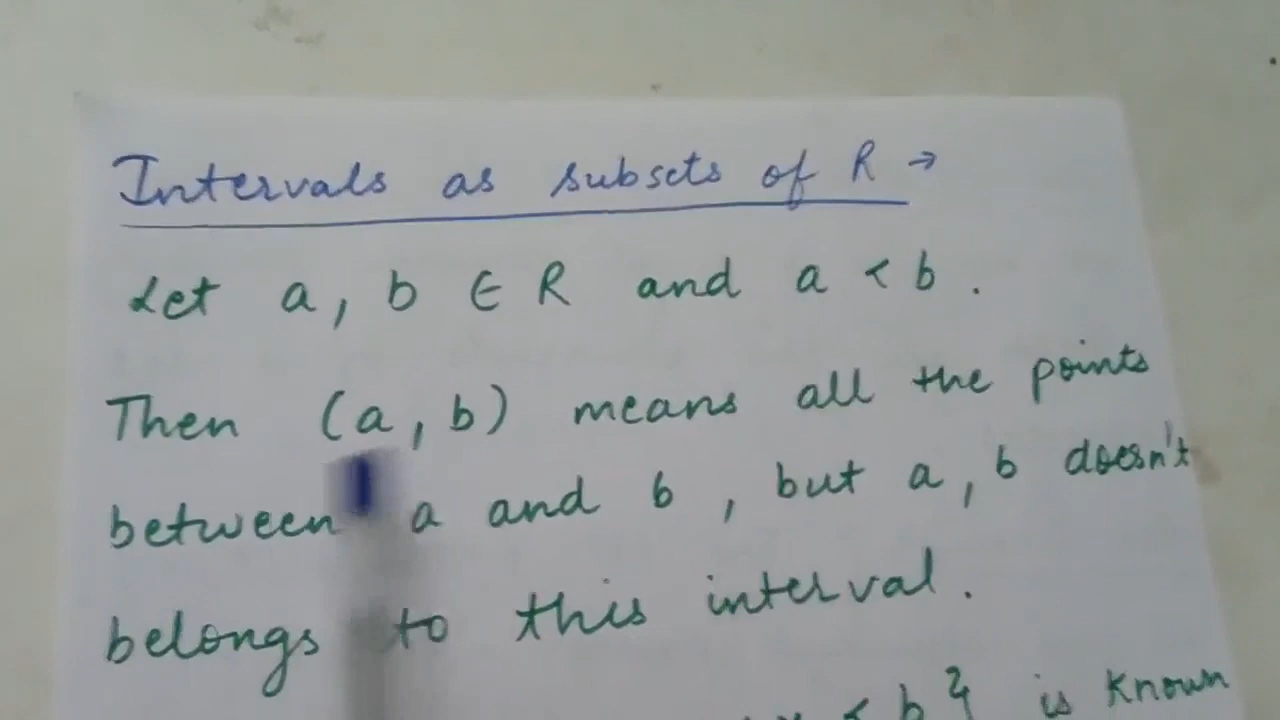 Intervals as subsets of R →
Let a, b ∈ R and a < b .
Then (a, b) means all the points
between a and b , but a, b doesn't
belongs to this interval.
< b } is known